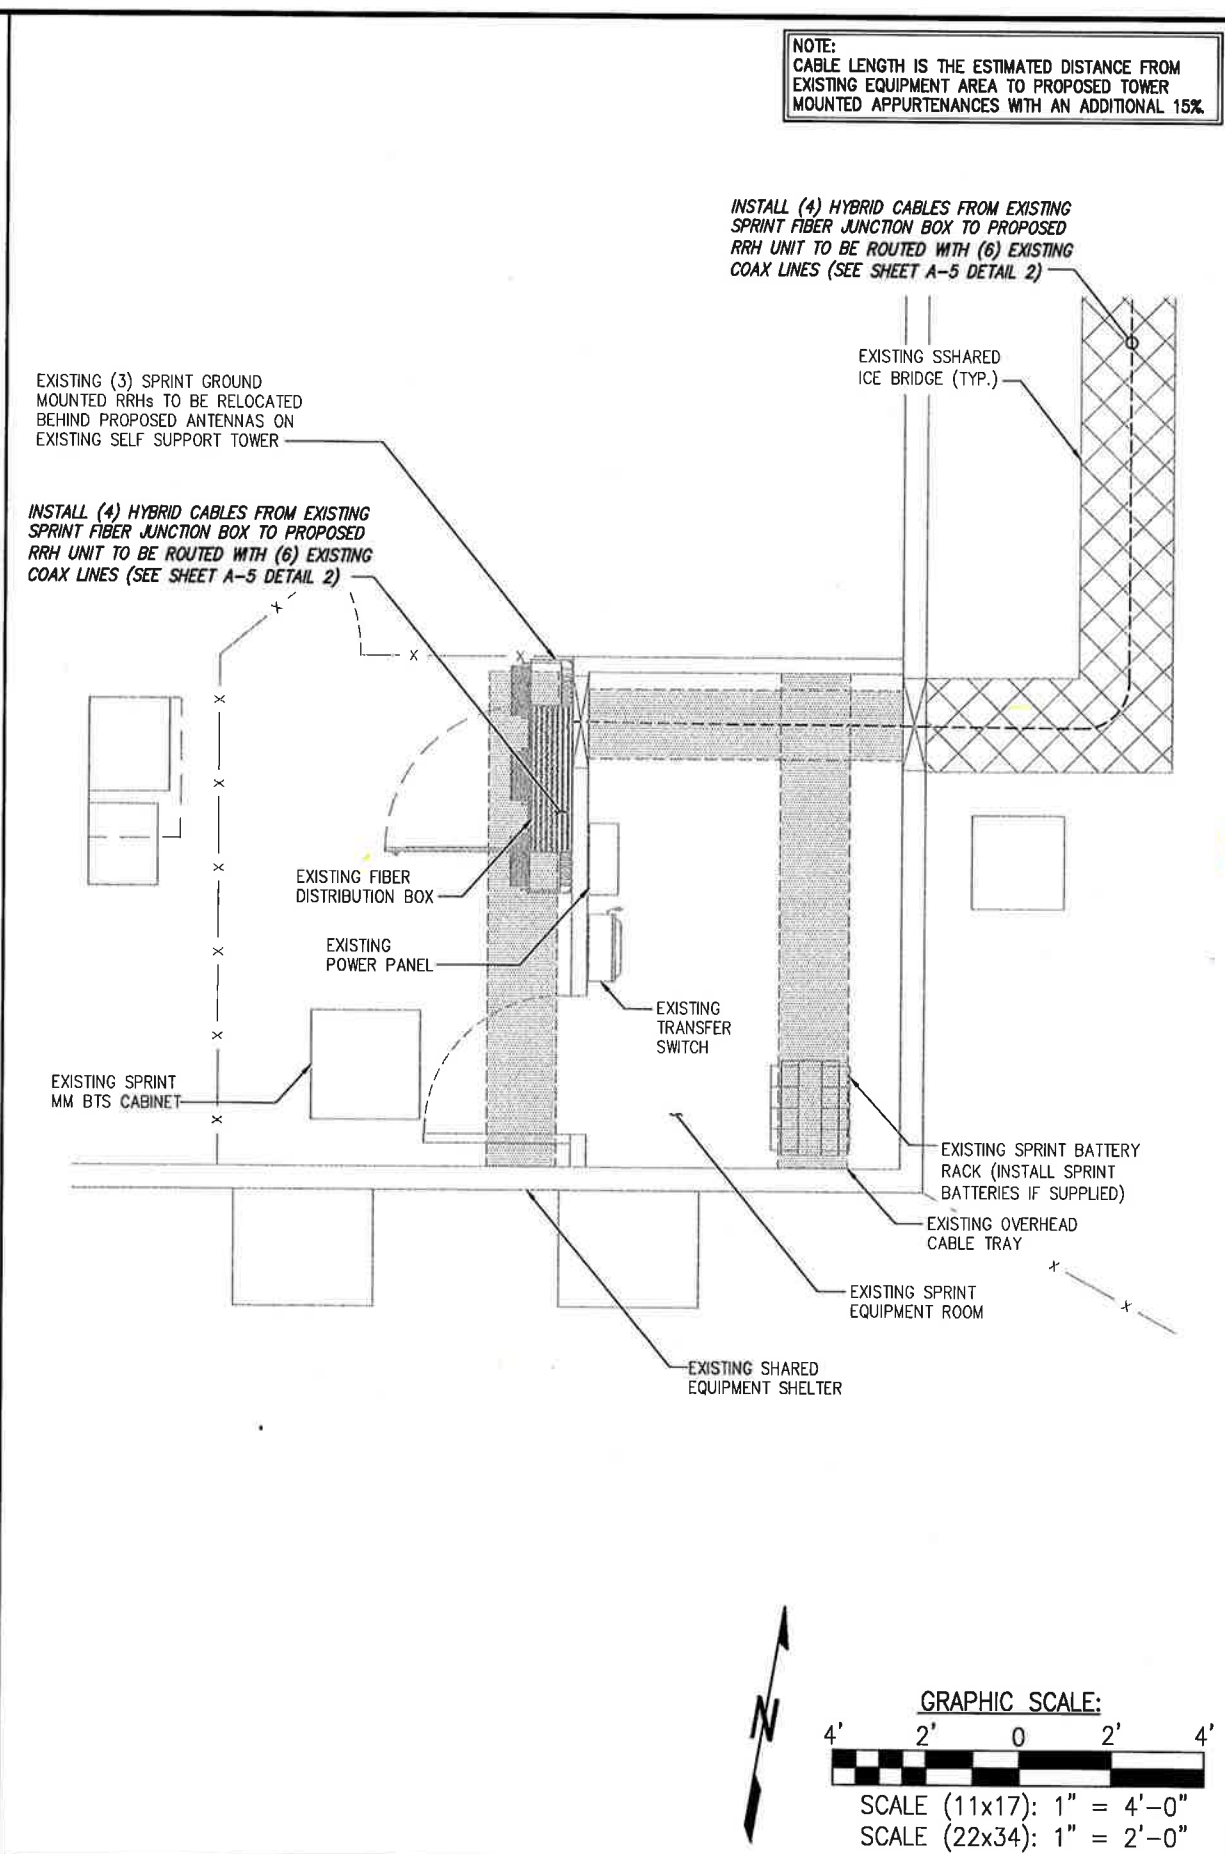 NOTE:
CABLE LENGTH IS THE ESTIMATED DISTANCE FROM
EXISTING EQUIPMENT AREA TO PROPOSED TOWER
MOUNTED APPURTENANCES WITH AN ADDITIONAL 15%.
INSTALL (4) HYBRID CABLES FROM EXISTING
SPRINT FIBER JUNCTION BOX TO PROPOSED
RRH UNIT TO BE ROUTED WITH (6) EXISTING
COAX LINES (SEE SHEET A-5 DETAIL 2)
EXISTING SSHARED
ICE BRIDGE (TYP.)
EXISTING (3) SPRINT GROUND
MOUNTED RRHs TO BE RELOCATED
BEHIND PROPOSED ANTENNAS ON
EXISTING SELF SUPPORT TOWER
INSTALL (4) HYBRID CABLES FROM EXISTING
SPRINT FIBER JUNCTION BOX TO PROPOSED
RRH UNIT TO BE ROUTED WITH (6) EXISTING
COAX LINES (SEE SHEET A-5 DETAIL 2)
EXISTING FIBER
DISTRIBUTION BOX
EXISTING
POWER PANEL
EXISTING
TRANSFER
SWITCH
EXISTING SPRINT
MM BTS CABINET
EXISTING SPRINT BATTERY
RACK (INSTALL SPRINT
BATTERIES IF SUPPLIED)
EXISTING OVERHEAD
CABLE TRAY
EXISTING SPRINT
EQUIPMENT ROOM
EXISTING SHARED
EQUIPMENT SHELTER
N
GRAPHIC SCALE:
4' 2' 0 2' 4'
SCALE (11x17): 1" = 4'-0"
SCALE (22x34): 1" = 2'-0"